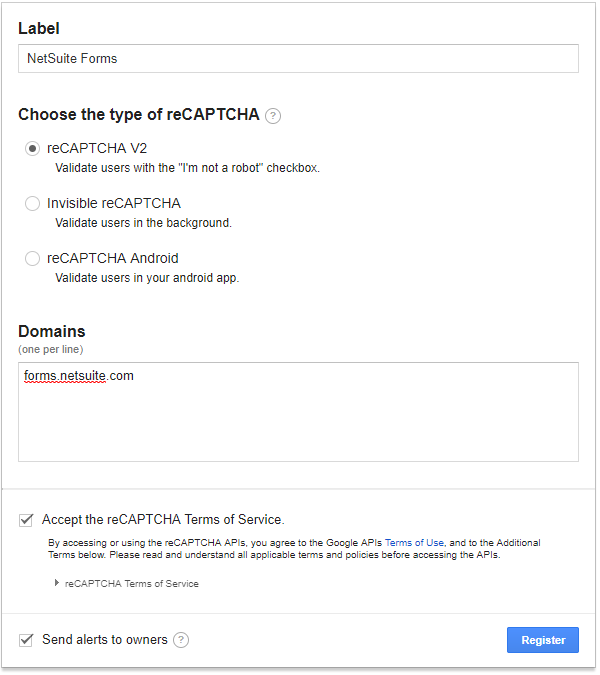 Label
NetSuite Forms
Choose the type of reCAPTCHA ?
reCAPTCHA V2
Validate users with the "I'm not a robot" checkbox.
Invisible reCAPTCHA
Validate users in the background.
reCAPTCHA Android
Validate users in your android app.
Domains
(one per line)
forms.netsuite.com
Accept the reCAPTCHA Terms of Service.
By accessing or using the reCAPTCHA APIs, you agree to the Google APIs Terms of Use, and to the Additional
Terms below. Please read and understand all applicable terms and policies before accessing the APIs.
reCAPTCHA Terms of Service
Send alerts to owners ?
Register